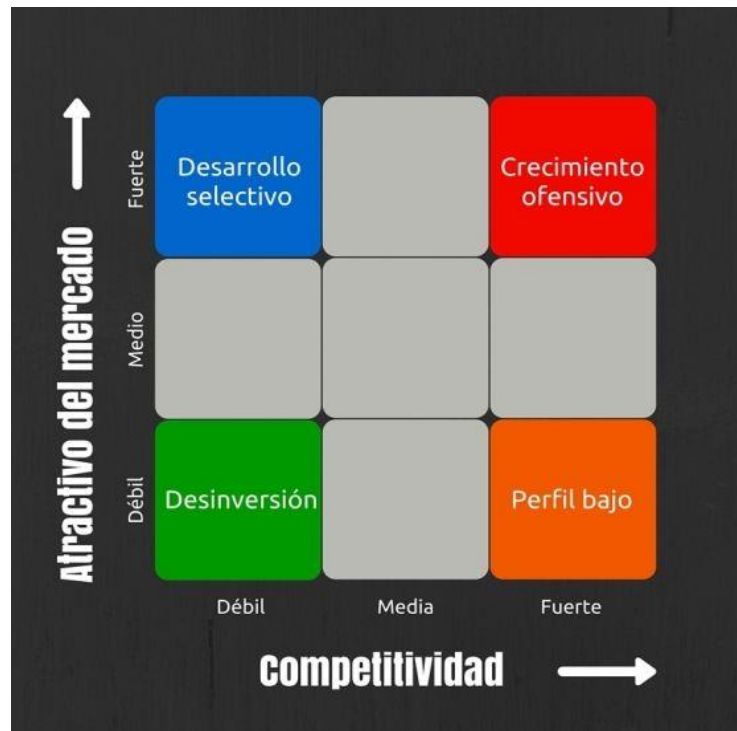 Atractivo del mercado
Fuerte
Medio
Débil
Desarrollo
selectivo
Crecimiento
ofensivo
Desinversión
Perfil bajo
Débil
Media
Fuerte
Competitividad